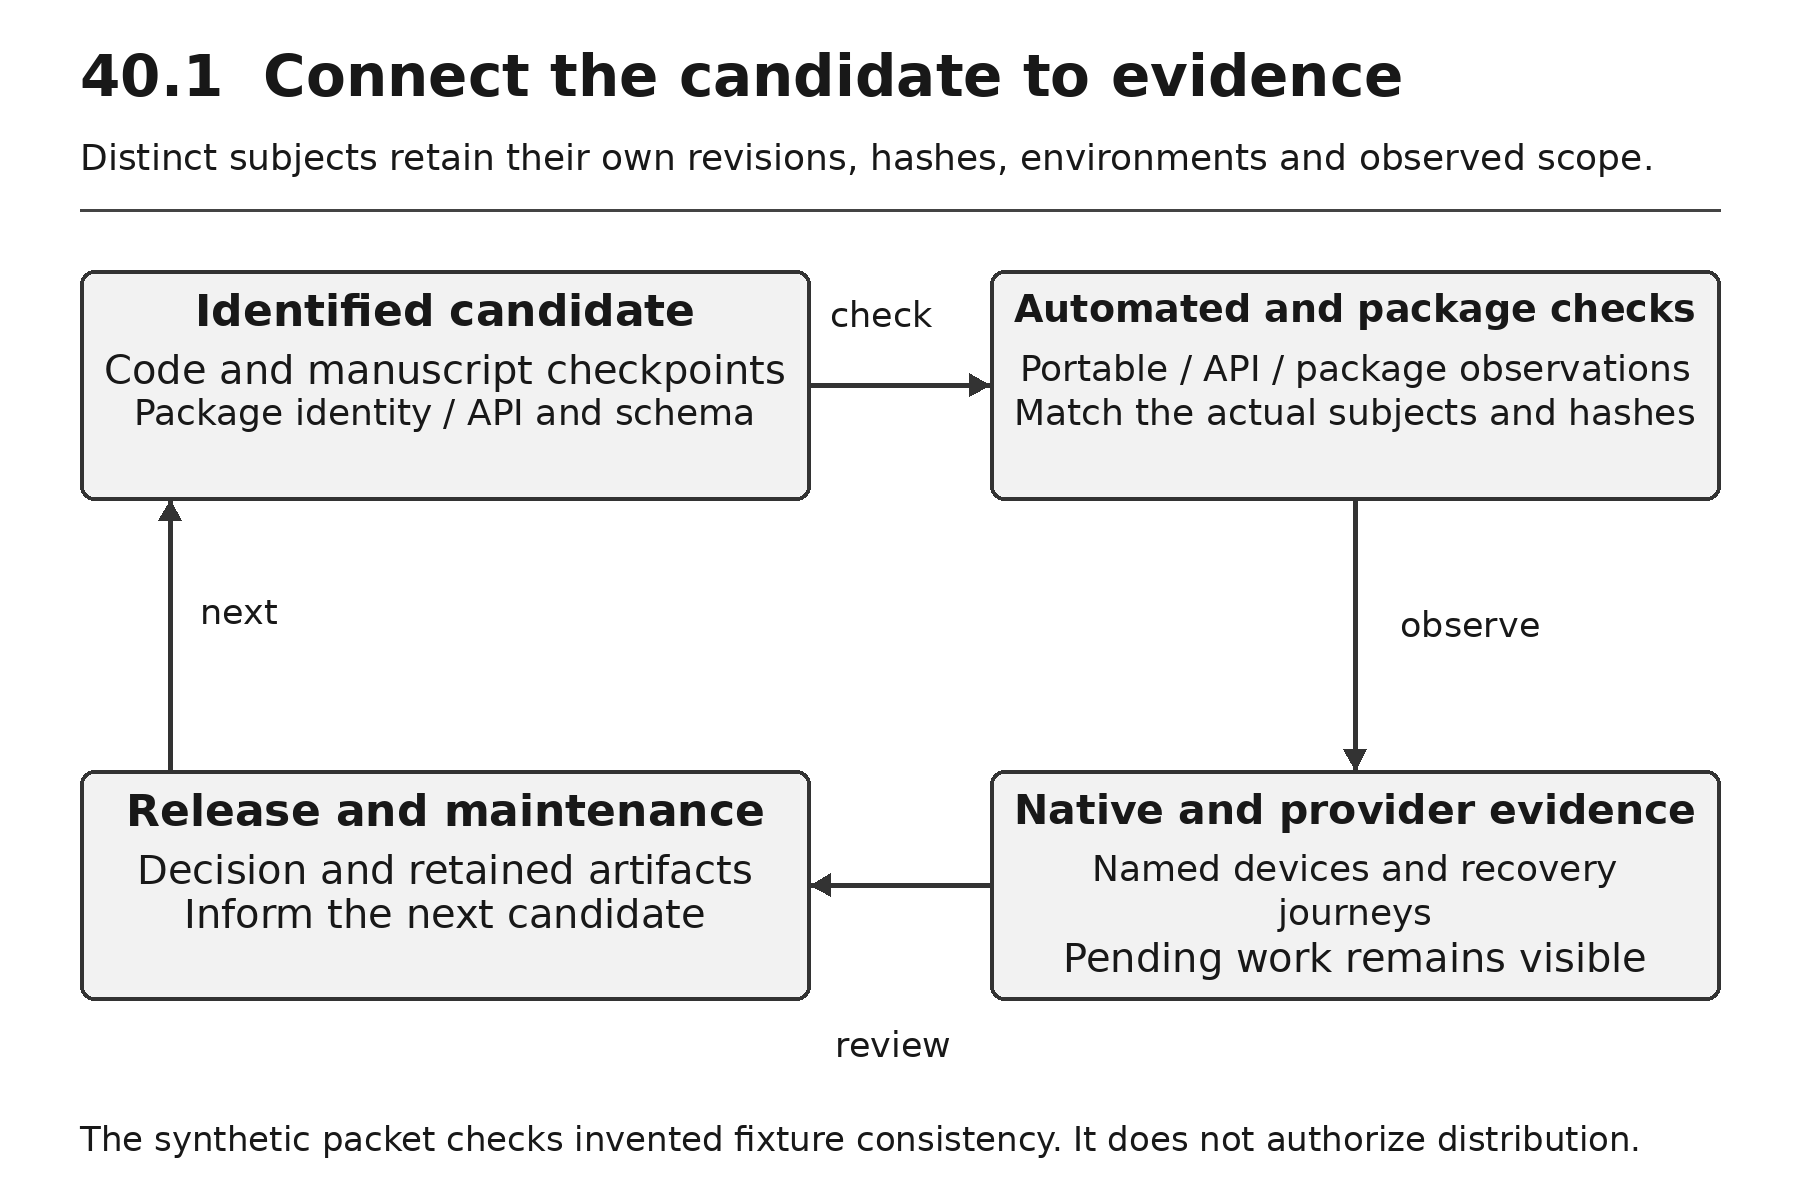 40.1  Connect the candidate to evidence
Distinct subjects retain their own revisions, hashes, environments and observed scope.
Identified candidate
Code and manuscript checkpoints
Package identity / API and schema
check
Automated and package checks
Portable / API / package observations
Match the actual subjects and hashes
next
observe
Release and maintenance
Decision and retained artifacts
Inform the next candidate
Native and provider evidence
Named devices and recovery
journeys
Pending work remains visible
review
The synthetic packet checks invented fixture consistency. It does not authorize distribution.